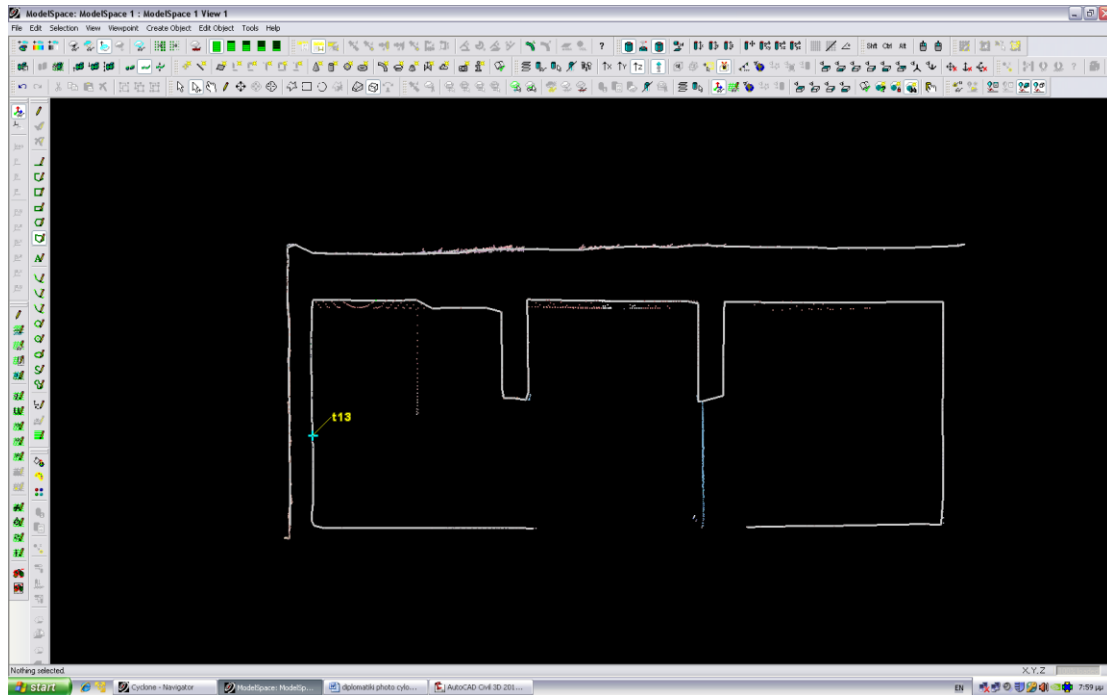 ModelSpace: ModelSpace 1 : ModelSpace 1 View 1
File Edit Selection View Viewpoint Create Object Edit Object Tools Help
t13
Nothing selected.
X,Y,Z
start
Cyclone - Navigator
ModelSpace: ModelSp...
diplomatiki photo cylo...
AutoCAD Civil 3D 201...
EN
7:59 μμ